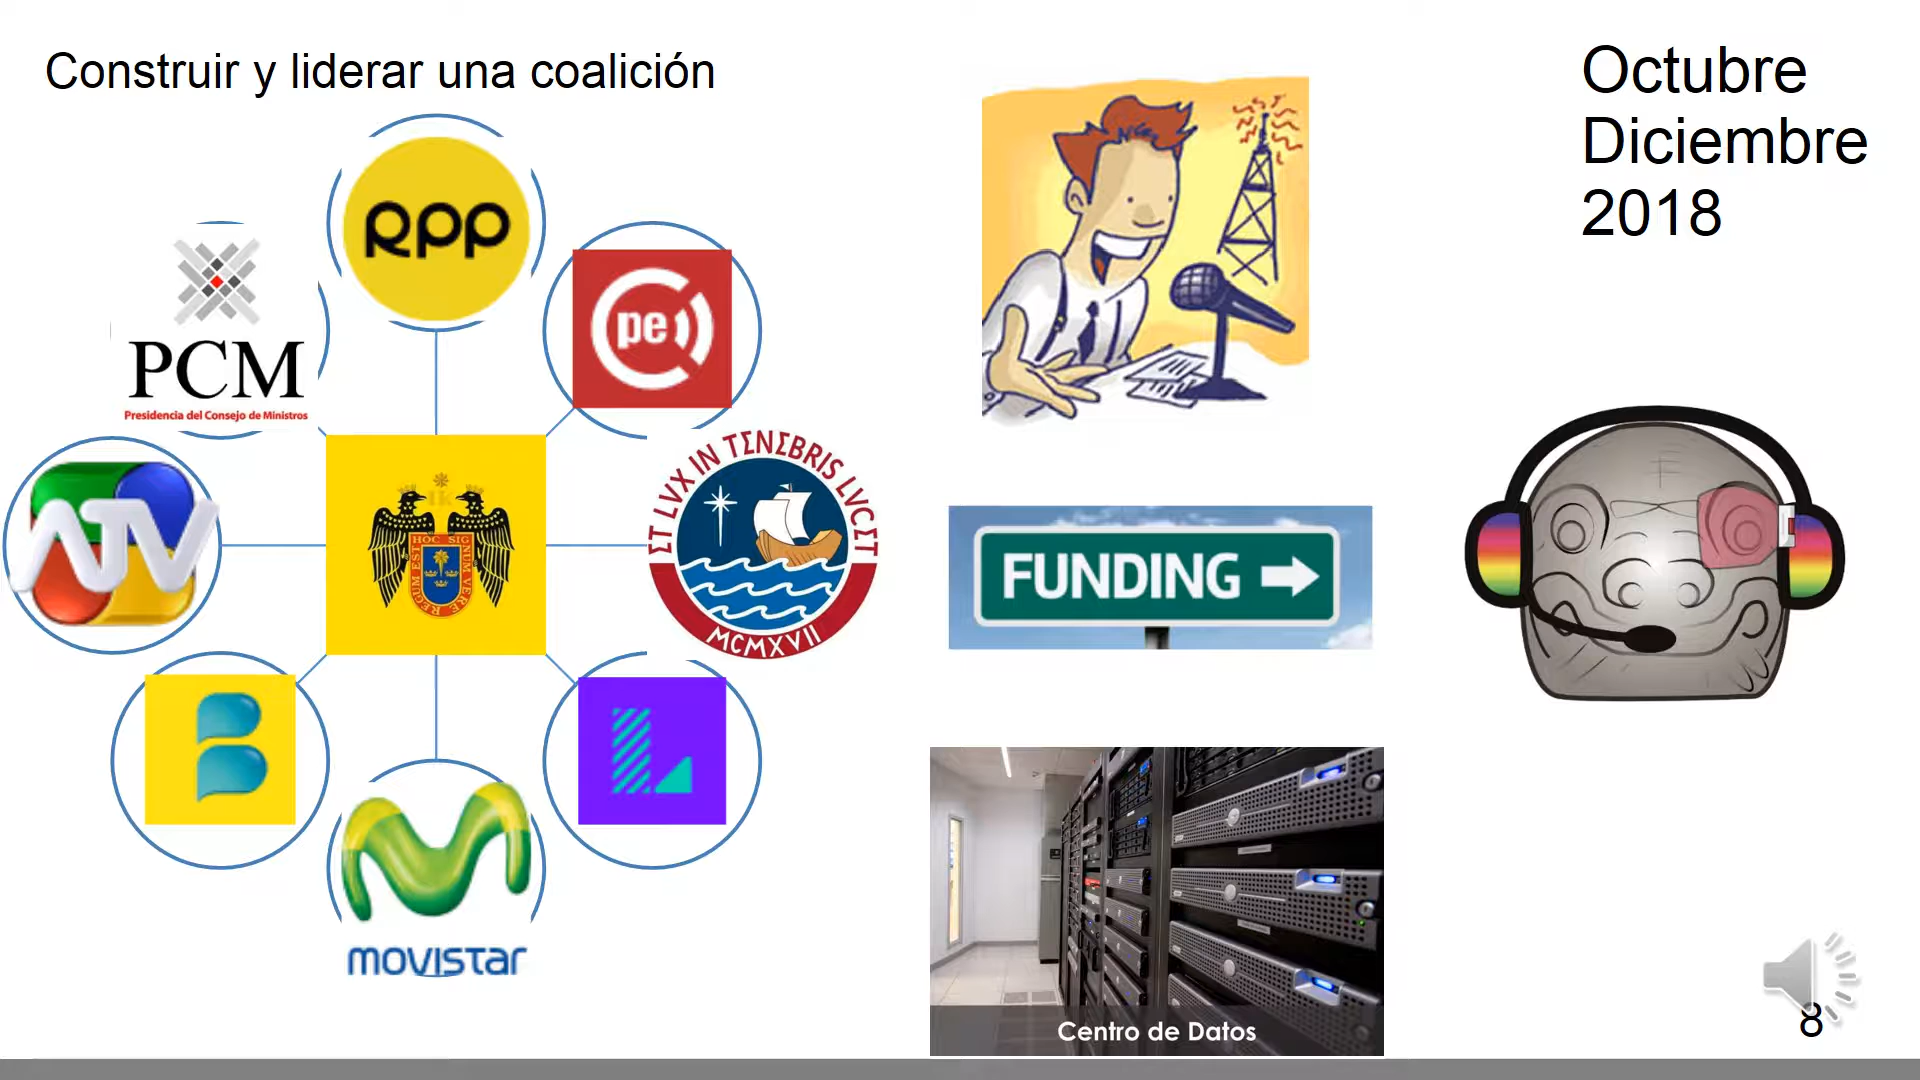 Construir y liderar una coalición
Octubre
Diciembre
2018
RPP
pe
PCM
Presidencia del Consejo de Ministros
ATV
HOC SIGNUM VERE REGUM EST
ET LVX IN TENEBRIS LVCET
MCMXVII
B
L
movistar
FUNDING
Centro de Datos
8